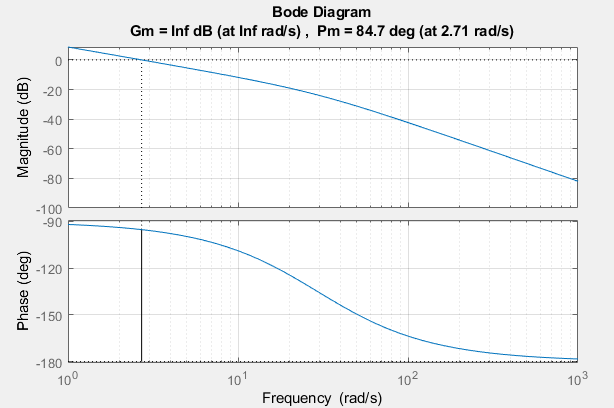 Bode Diagram
Gm = Inf dB (at Inf rad/s) , Pm = 84.7 deg (at 2.71 rad/s)
Magnitude (dB)
0
-20
-40
-60
-80
-100
Phase (deg)
-90
-120
-150
-180
10^0
10^1
10^2
10^3
Frequency (rad/s)